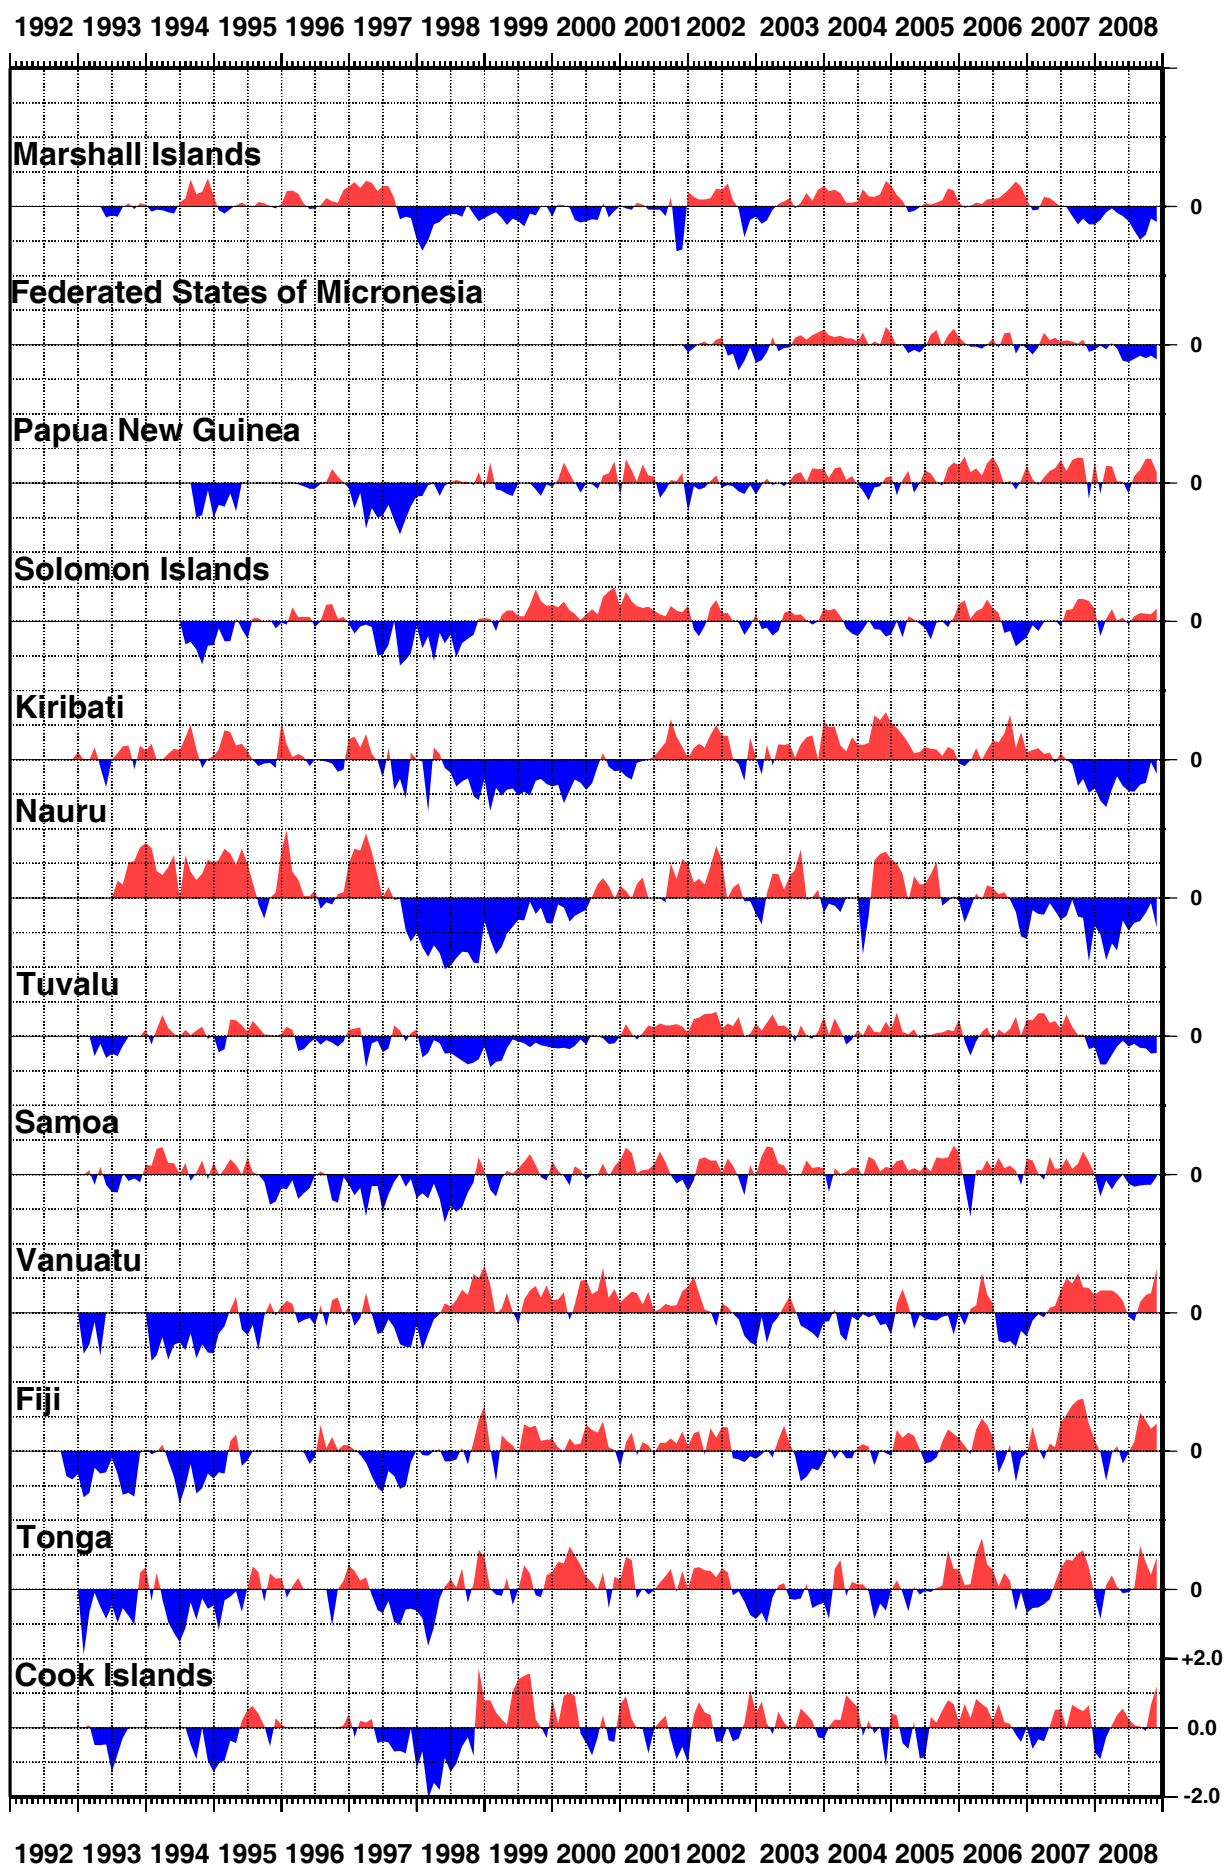 1992 1993 1994 1995 1996 1997 1998 1999 2000 2001 2002 2003 2004 2005 2006 2007 2008
Marshall Islands
0
Federated States of Micronesia
0
Papua New Guinea
0
Solomon Islands
0
Kiribati
0
Nauru
0
Tuvalu
0
Samoa
0
Vanuatu
0
Fiji
0
Tonga
0
+2.0
Cook Islands
0.0
-2.0
1992 1993 1994 1995 1996 1997 1998 1999 2000 2001 2002 2003 2004 2005 2006 2007 2008